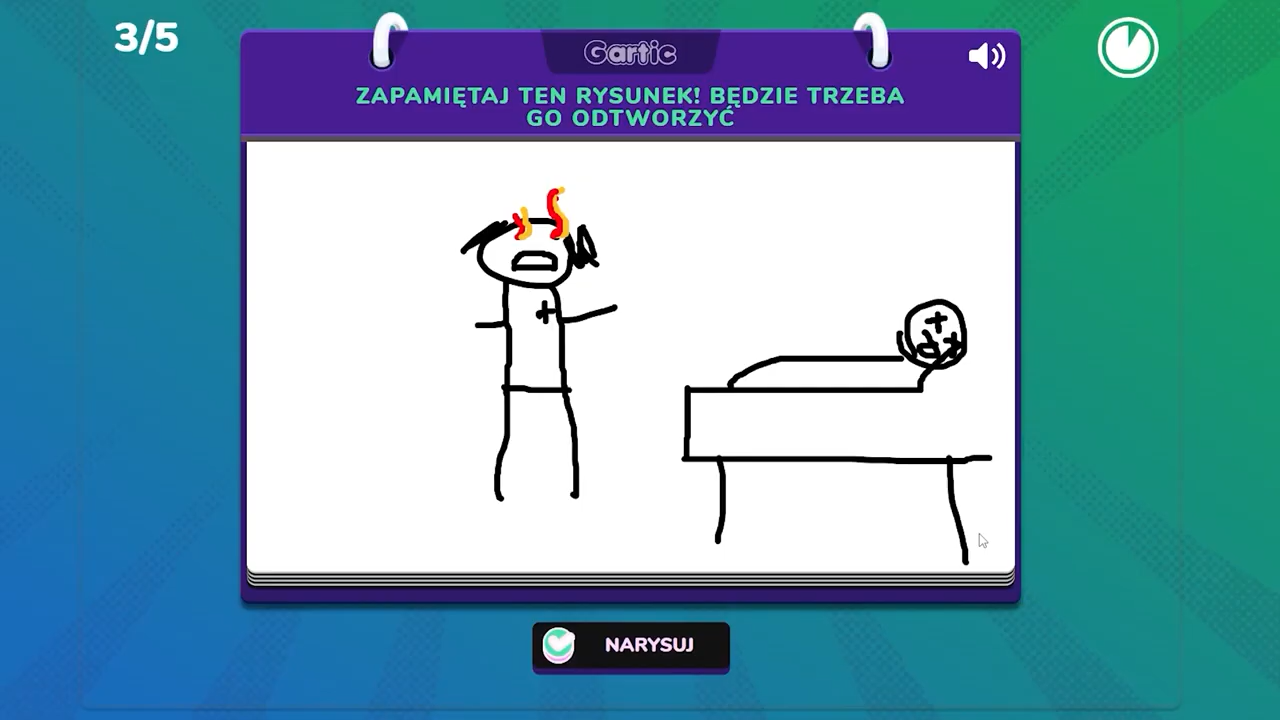 3/5
Gartic
ZAPAMIĘTAJ TEN RYSUNEK! BĘDZIE TRZEBA
GO ODTWORZYĆ
NARYSUJ